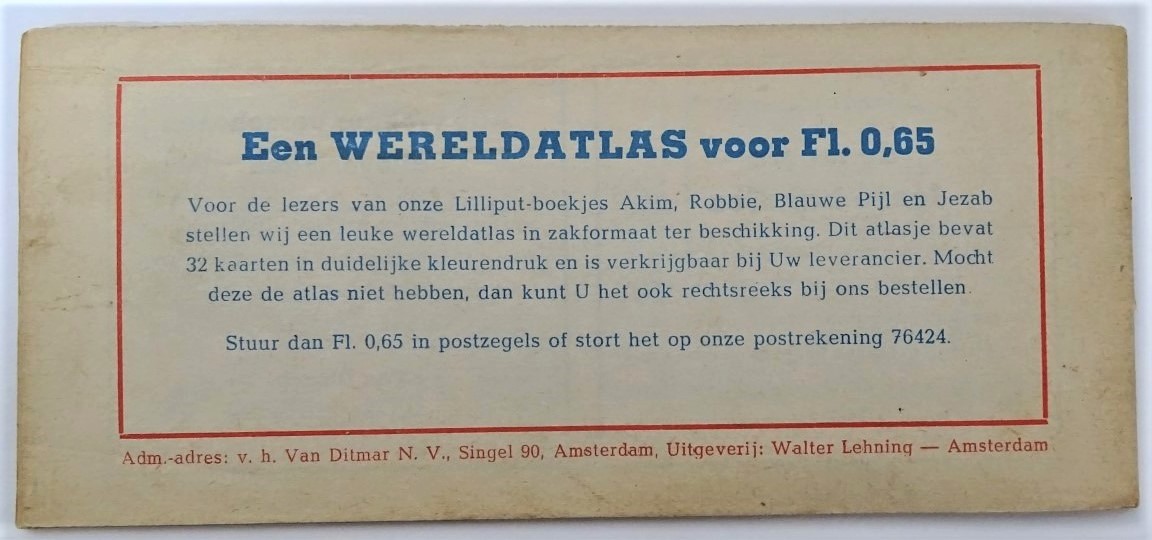 Een WERELDATLAS voor Fl. 0,65
Voor de lezers van onze Lilliput-boekjes Akim, Robbie, Blauwe Pijl en Jezab
stellen wij een leuke wereldatlas in zakformaat ter beschikking. Dit atlasje bevat
32 kaarten in duidelijke kleurendruk en is verkrijgbaar bij Uw leverancier. Mocht
deze de atlas niet hebben, dan kunt U het ook rechtsreeks bij ons bestellen.
Stuur dan Fl. 0,65 in postzegels of stort het op onze postrekening 76424.
Adm.-adres: v. h. Van Ditmar N. V., Singel 90, Amsterdam, Uitgeverij: Walter Lehning — Amsterdam